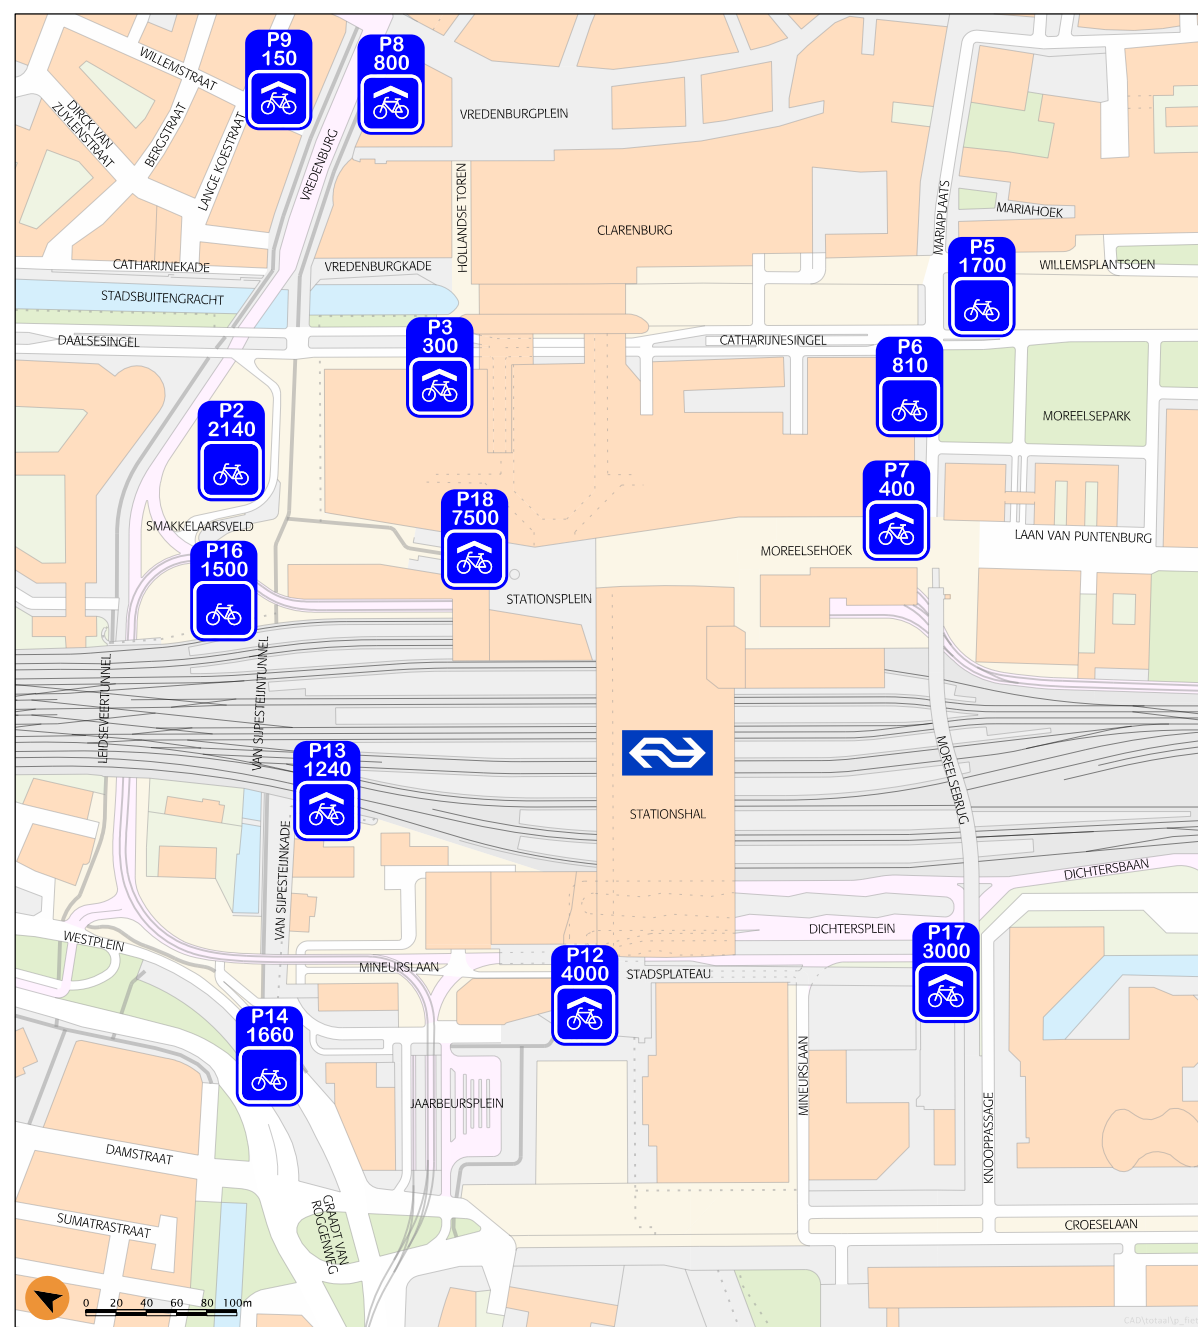 P9
150
P8
800
WILLEMSTRAAT
DIRCK VAN
ZUYLENSTRAAT
BERGSTRAAT
LANGE KOESTRAAT
VREDENBURG
VREDENBURGPLEIN
HOLLANDSE TOREN
CLARENBURG
MARIAPLAATS
MARIAHOEK
P5
1700
WILLEMSPLANTSOEN
CATHARIJNEKADE
VREDENBURGKADE
STADSBUITENGRACHT
DAALSESINGEL
P3
300
CATHARIJNESINGEL
P6
810
MOREELSEPARK
P2
2140
P7
400
SMAKKELAARSVELD
P18
7500
MOREELSEHOEK
LAAN VAN PUNTENBURG
P16
1500
STATIONSPLEIN
LEIDSEVEERTUNNEL
VAN SIJPESTEIJNTUNNEL
P13
1240
STATIONSHAL
MOREELSEBRUG
VAN SIJPESTEIJNKADE
DICHTERSBAAN
WESTPLEIN
DICHTERSPLEIN
P17
3000
MINEURSLAAN
P12
4000
STADSPLATEAU
P14
1660
MINEURSLAAN
JAARBEURSPLEIN
KNOOPPASSAGE
DAMSTRAAT
SUMATRASTRAAT
GRAADT VAN
ROGGENWEG
CROESELAAN
0 20 40 60 80 100m